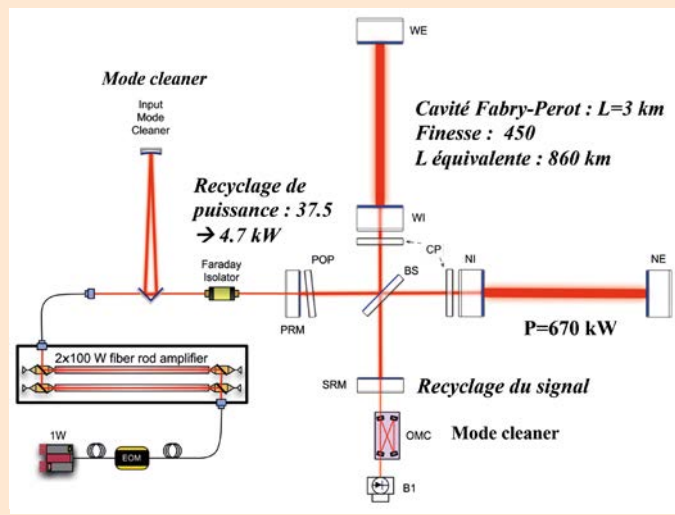 WE
Mode cleaner
Input
Mode
Cleaner
Cavité Fabry-Perot : L=3 km
Finesse : 450
L équivalente : 860 km
Recyclage de
puissance : 37.5
→ 4.7 kW
WI
CP
Faraday
Isolator
POP
BS
NI
NE
PRM
P=670 kW
2x100 W fiber rod amplifier
SRM
Recyclage du signal
OMC
Mode cleaner
1W
EOM
B1